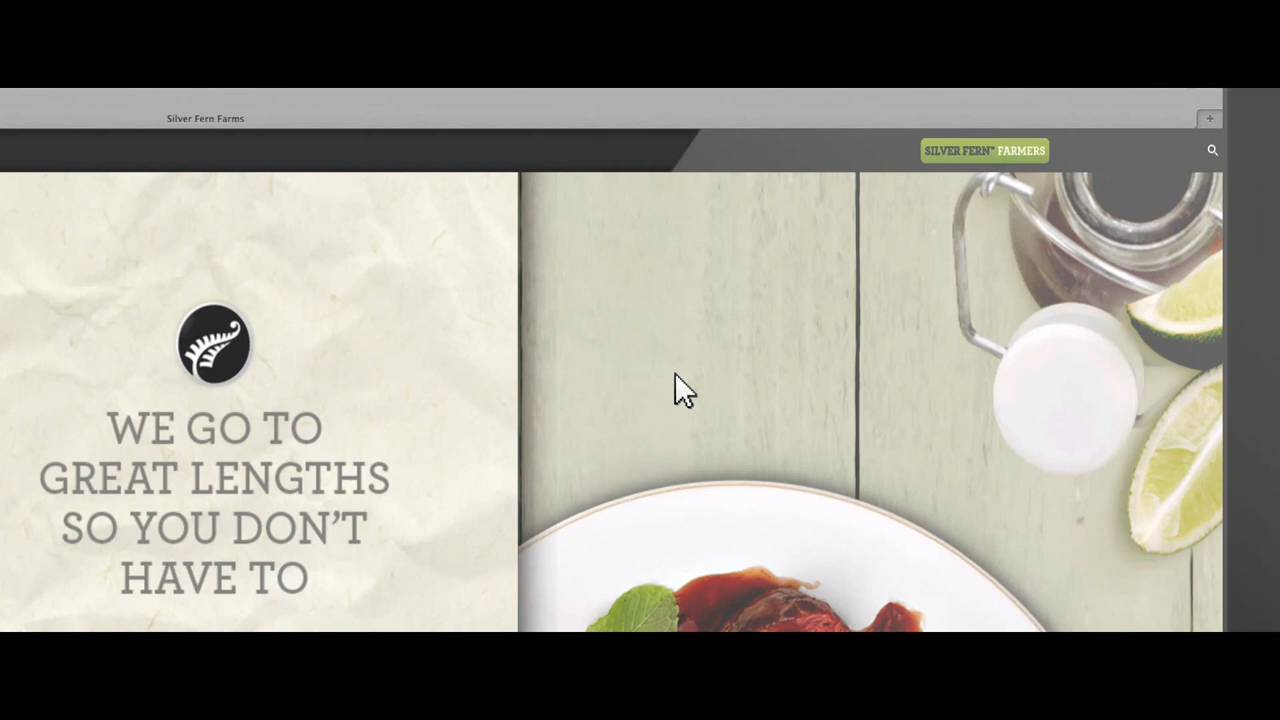 Silver Fern Farms
SILVER FERN™ FARMERS
WE GO TO
GREAT LENGTHS
SO YOU DON'T
HAVE TO